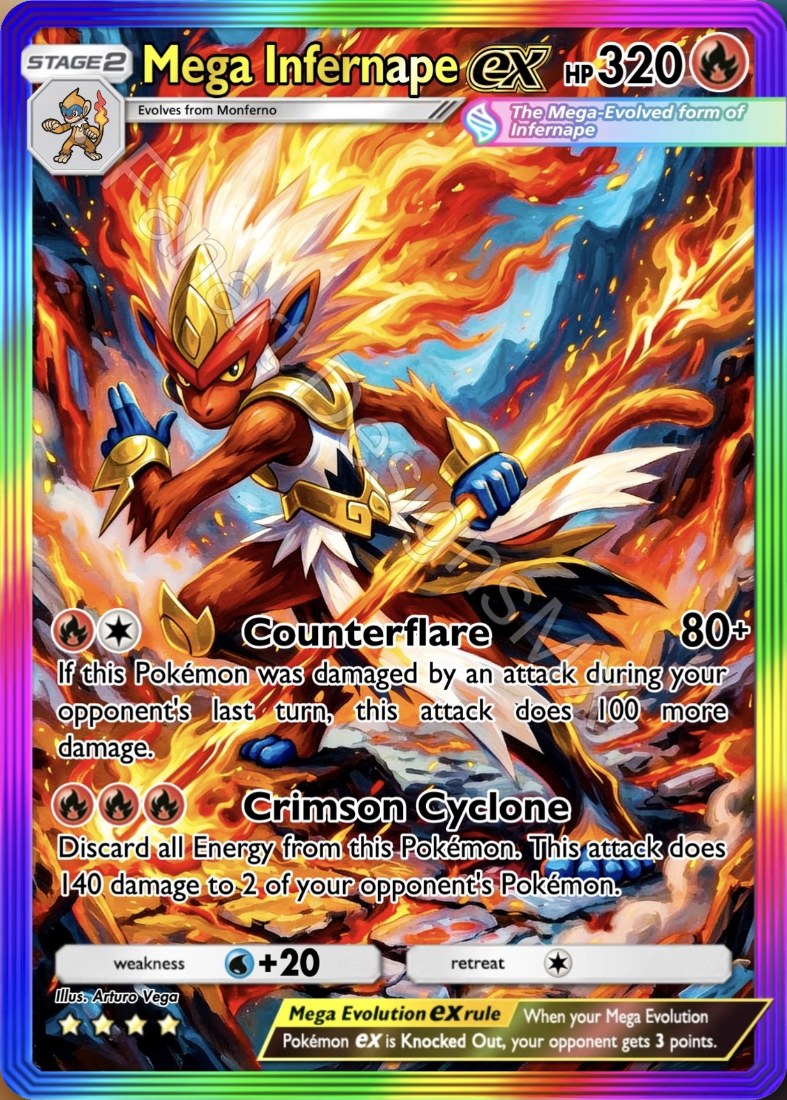 STAGE2 Mega Infernape ex HP 320
Evolves from Monferno
The Mega-Evolved form of
Infernape
Fanart DesignsMX
Counterflare 80+
If this Pokémon was damaged by an attack during your
opponent's last turn, this attack does 100 more
damage.
Crimson Cyclone
Discard all Energy from this Pokémon. This attack does
140 damage to 2 of your opponent's Pokémon.
weakness +20 retreat
Illus. Arturo Vega
Mega Evolution ex rule When your Mega Evolution
Pokémon ex is Knocked Out, your opponent gets 3 points.